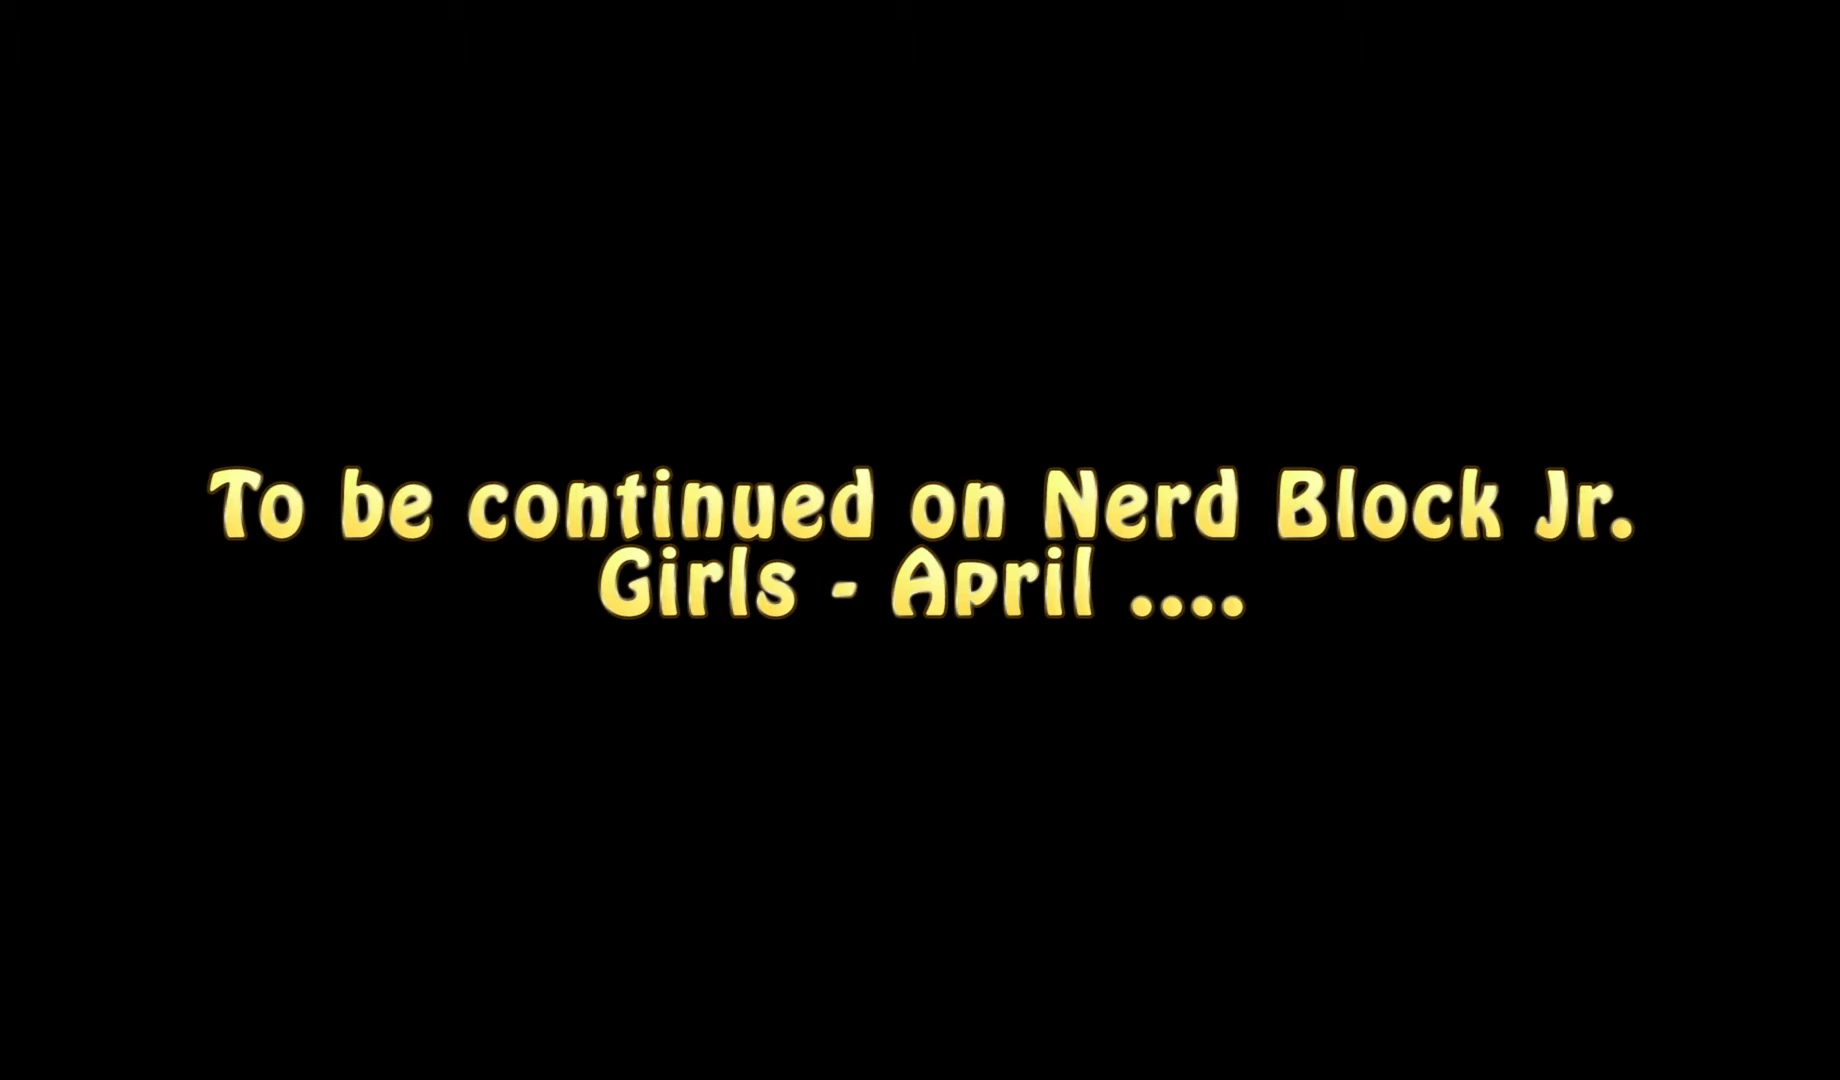 To be continued on Nerd Block Jr.
Girls - April ....